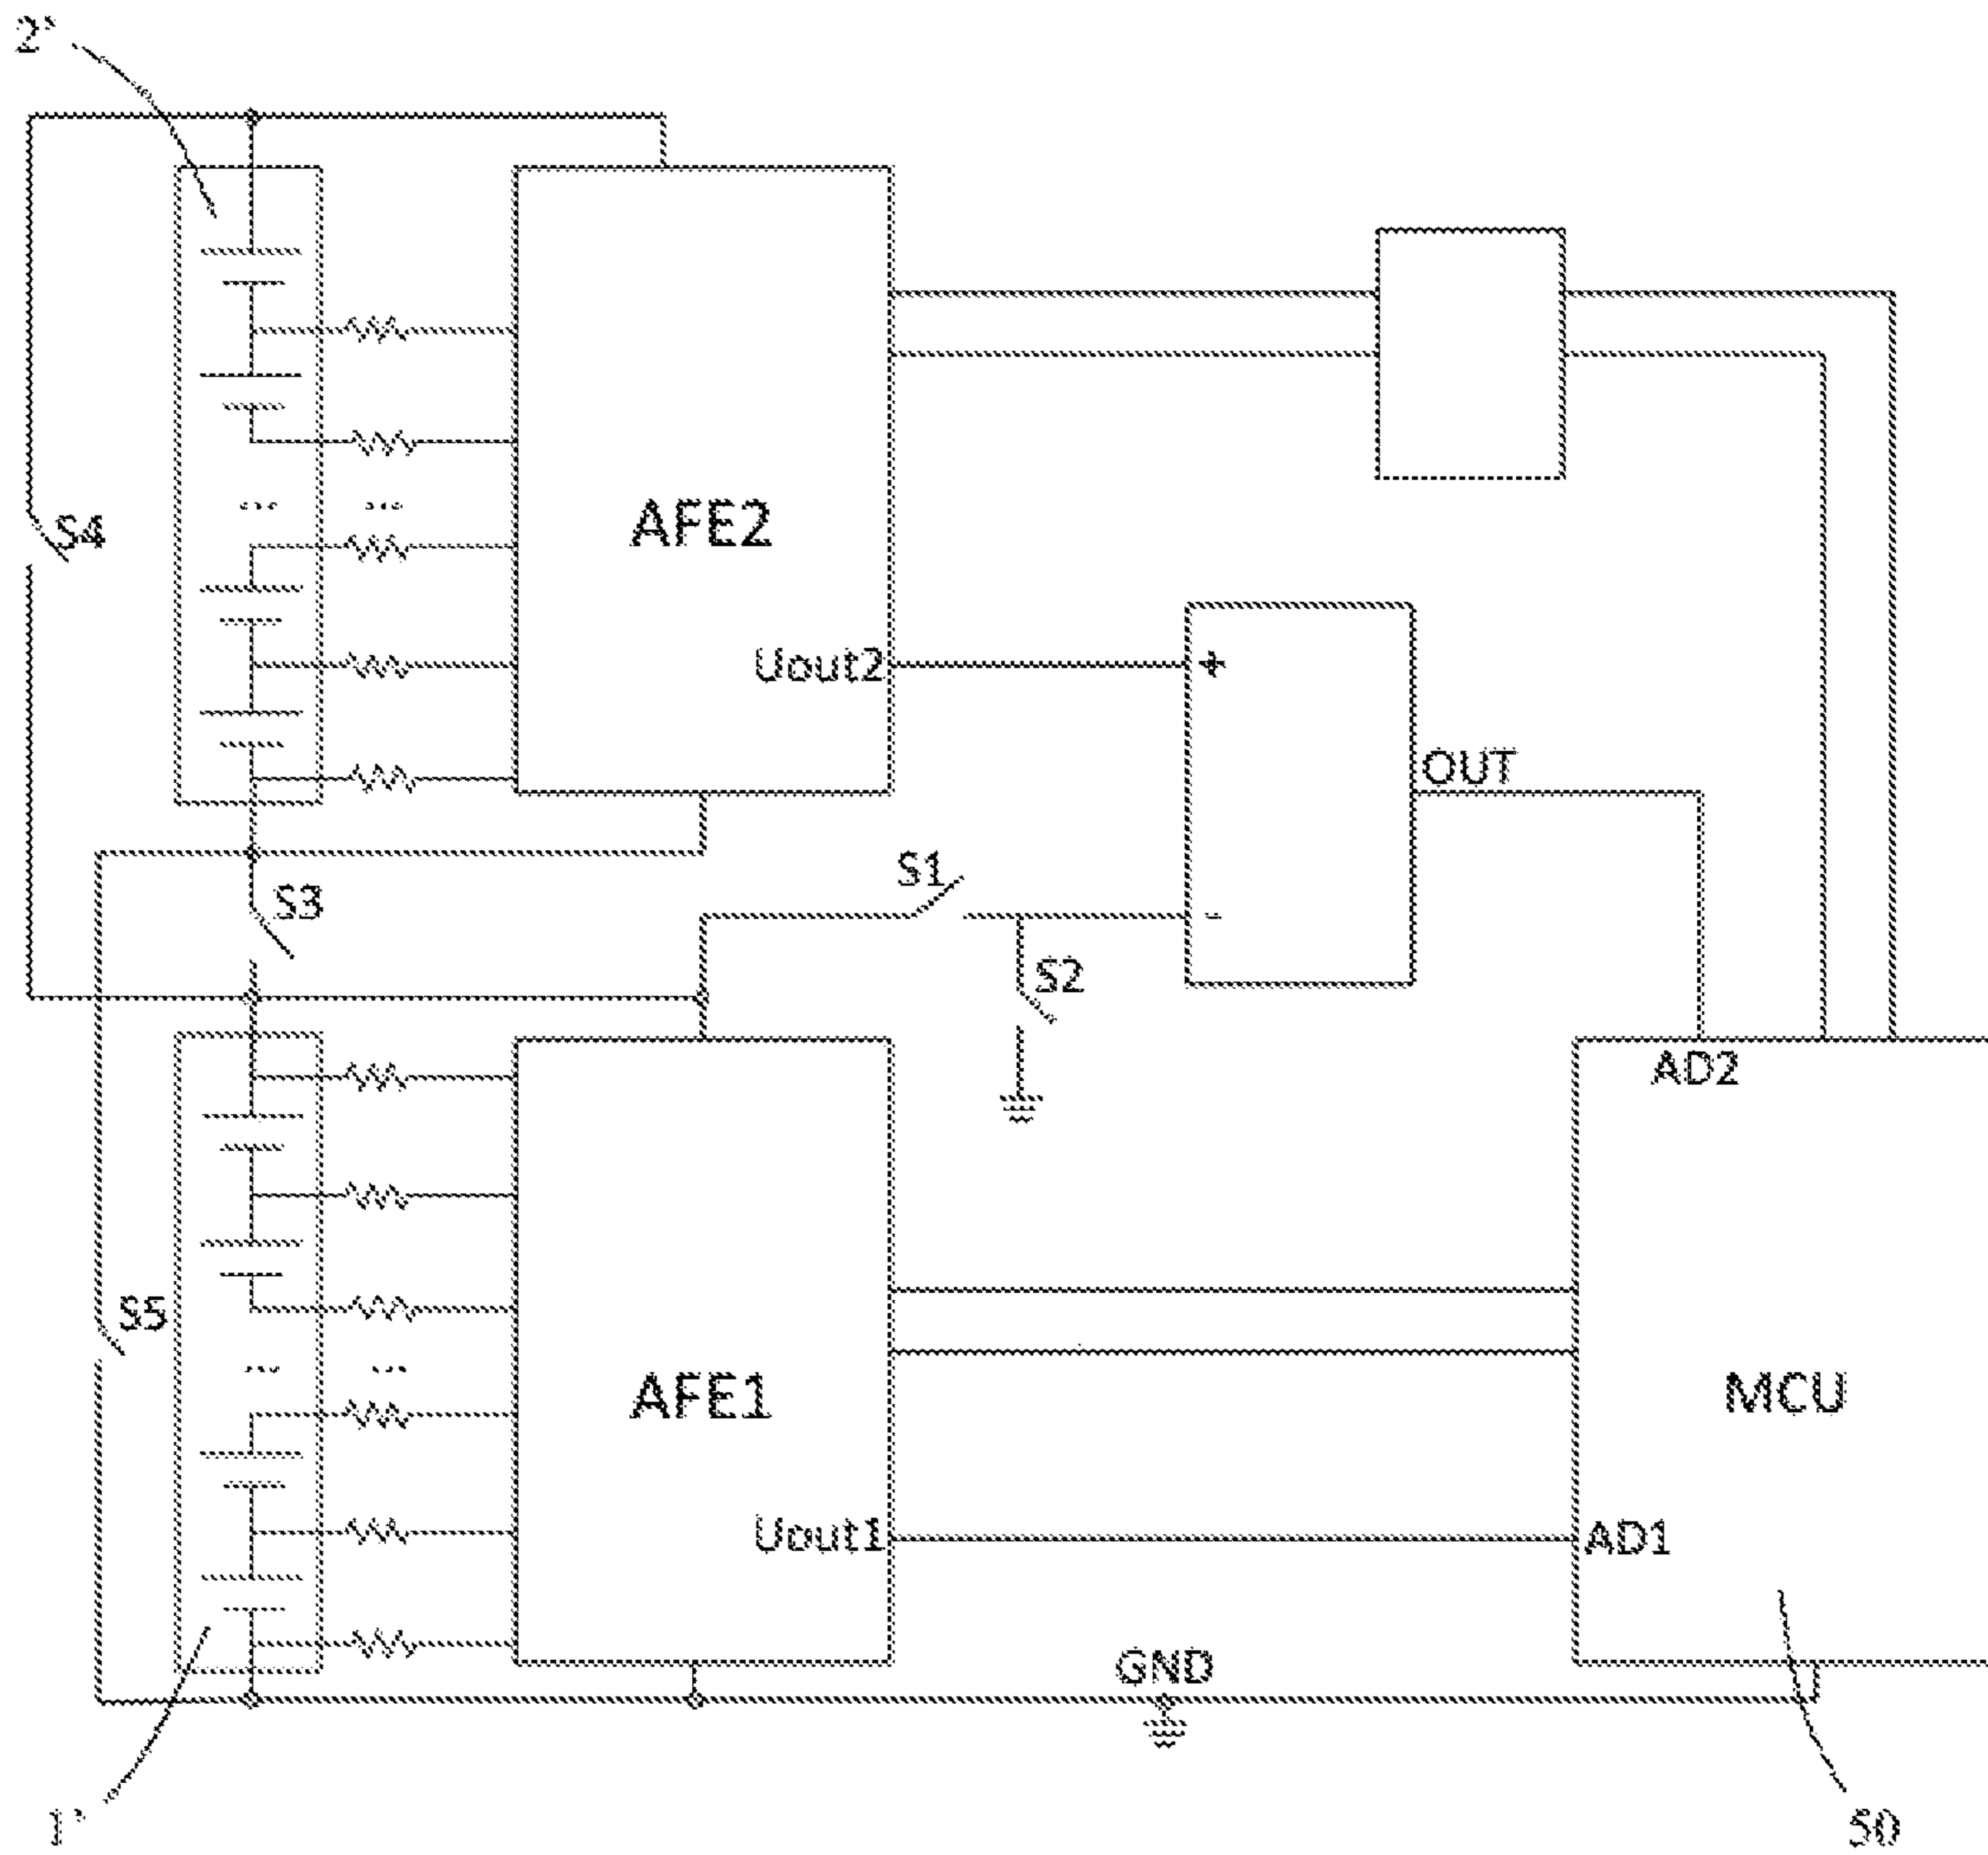 2'
S4
AFE2
Uout2
+
OUT
S1
S3
-
S2
AD2
S5
AFE1
MCU
Uout1
AD1
GND
1'
50